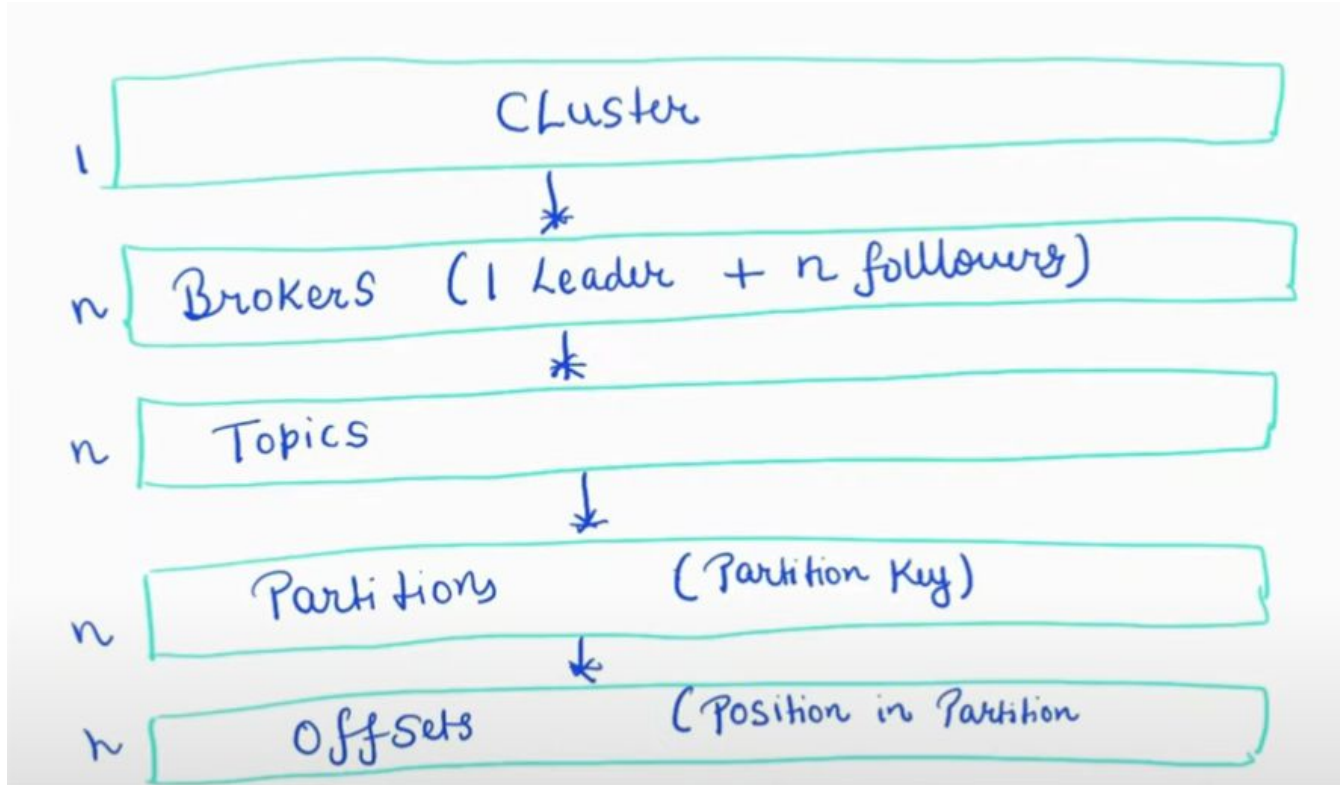 1 CLuster
n Brokers (1 Leader + n followers)
n Topics
n Partitions (Partition Key)
n Offsets (Position in Partition